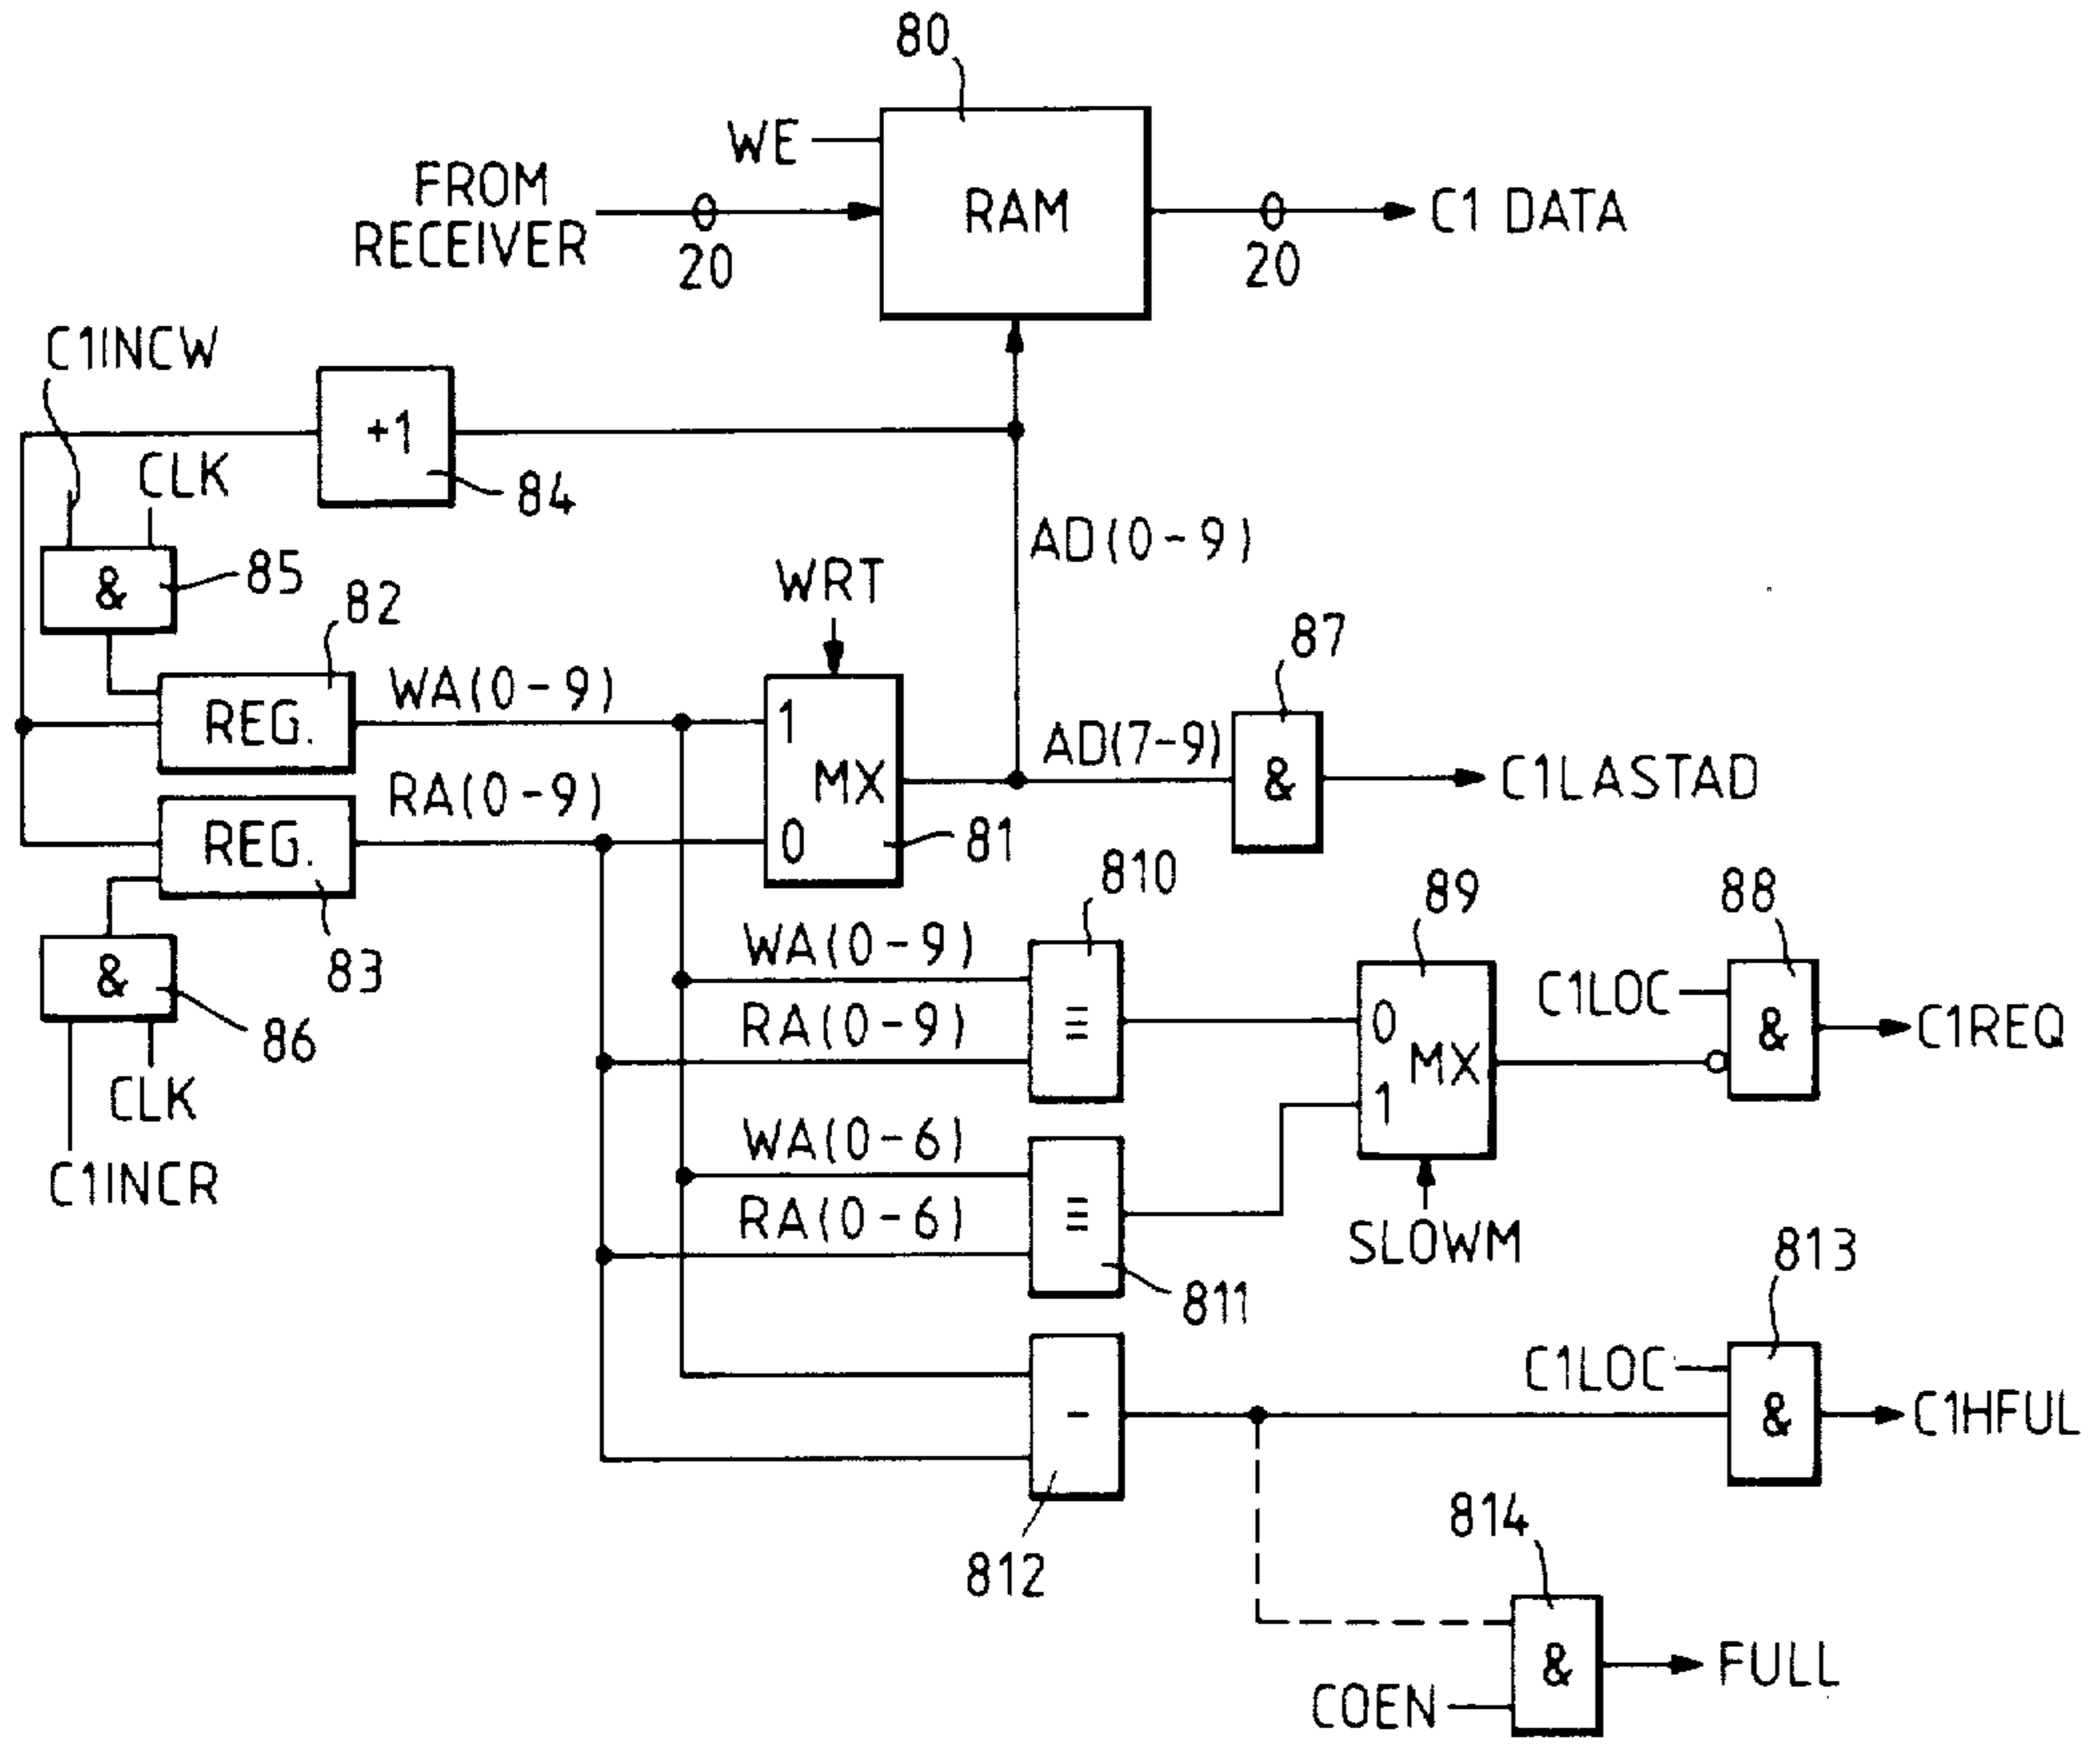 80
WE
FROM
RECEIVER
20
RAM
20
C1 DATA
C1INCW
+1
84
CLK
AD(0-9)
&
85
82
WRT
87
REG.
WA(0-9)
1
MX
0
81
AD(7-9)
&
C1LASTAD
REG.
RA(0-9)
83
&
86
CLK
C1INCR
810
WA(0-9)
RA(0-9)
≡
89
0
MX
1
SLOWM
88
C1LOC
&
C1REQ
WA(0-6)
RA(0-6)
≡
811
813
-
812
C1LOC
&
C1HFUL
814
&
COEN
FULL